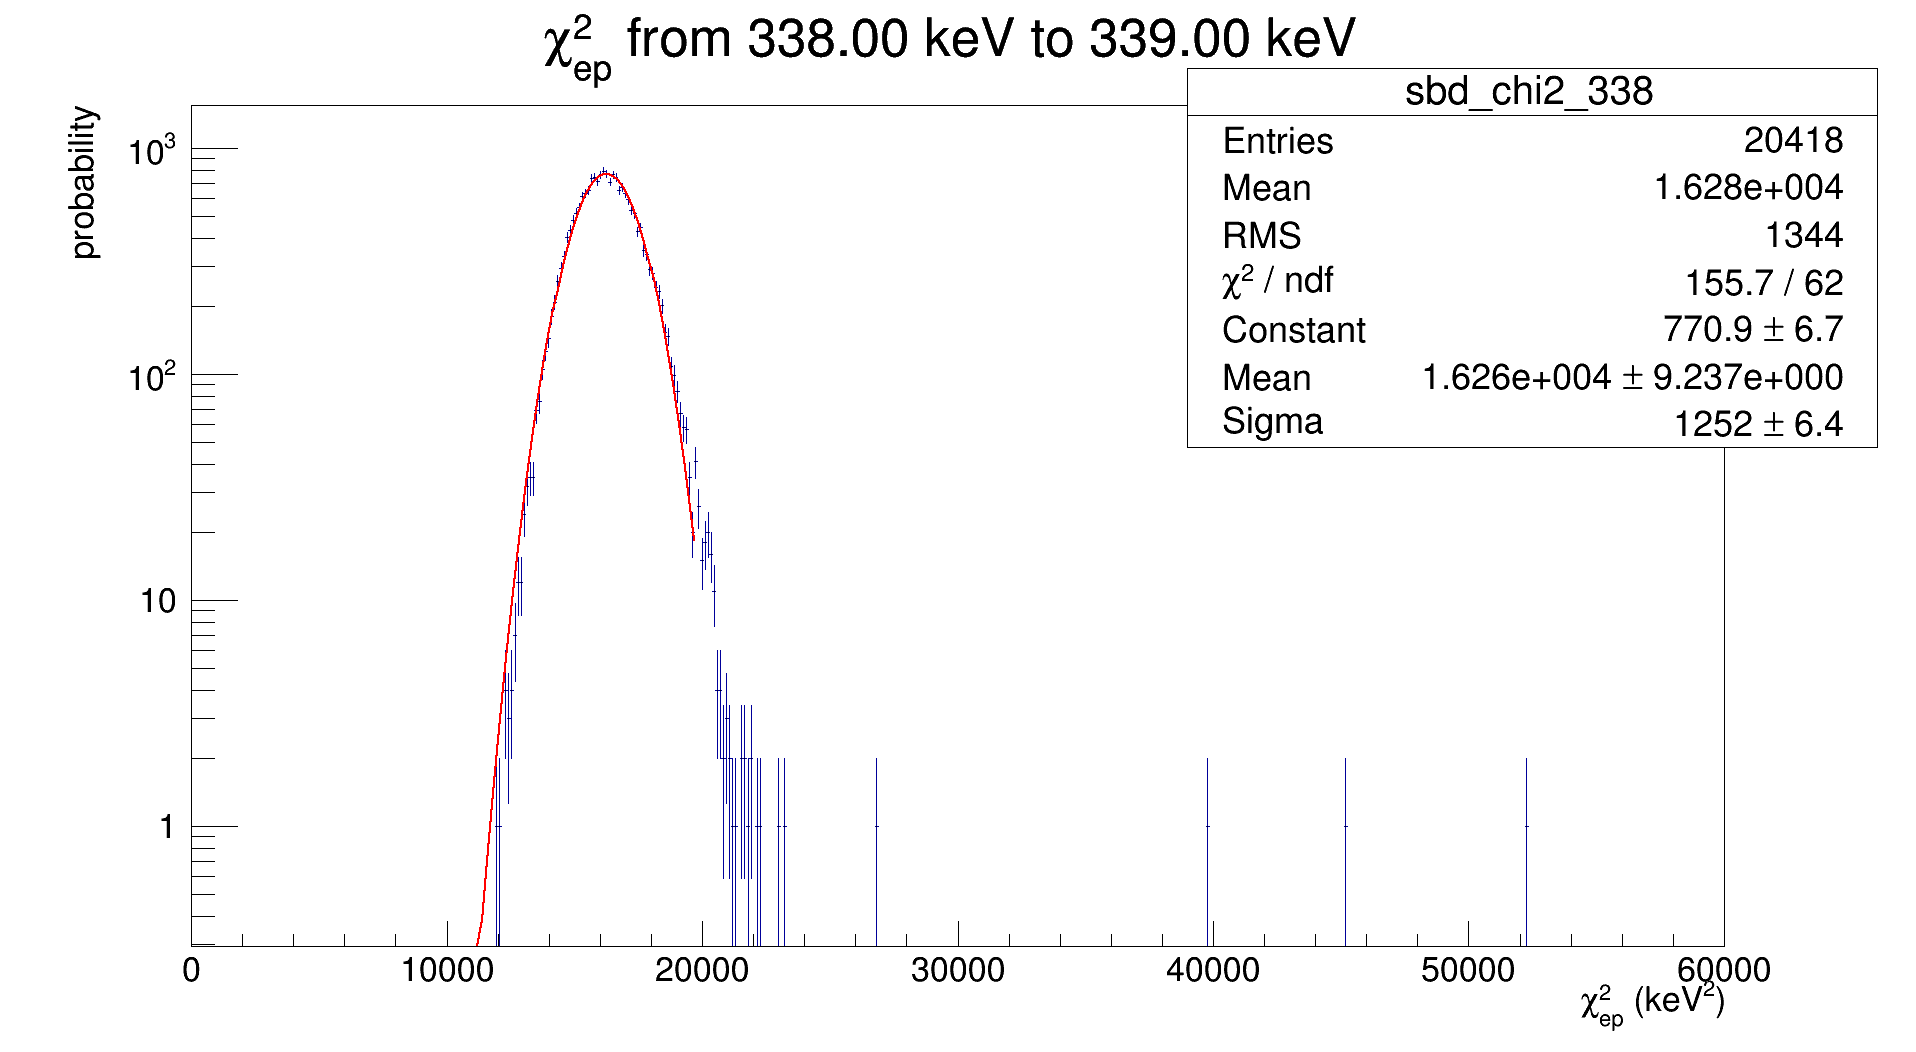 χ²ep from 338.00 keV to 339.00 keV
probability
sbd_chi2_338
Entries 20418
Mean 1.628e+004
RMS 1344
χ² / ndf 155.7 / 62
Constant 770.9 ± 6.7
Mean 1.626e+004 ± 9.237e+000
Sigma 1252 ± 6.4
10³
10²
10
1
0 10000 20000 30000 40000 50000 60000
χ²ep (keV²)